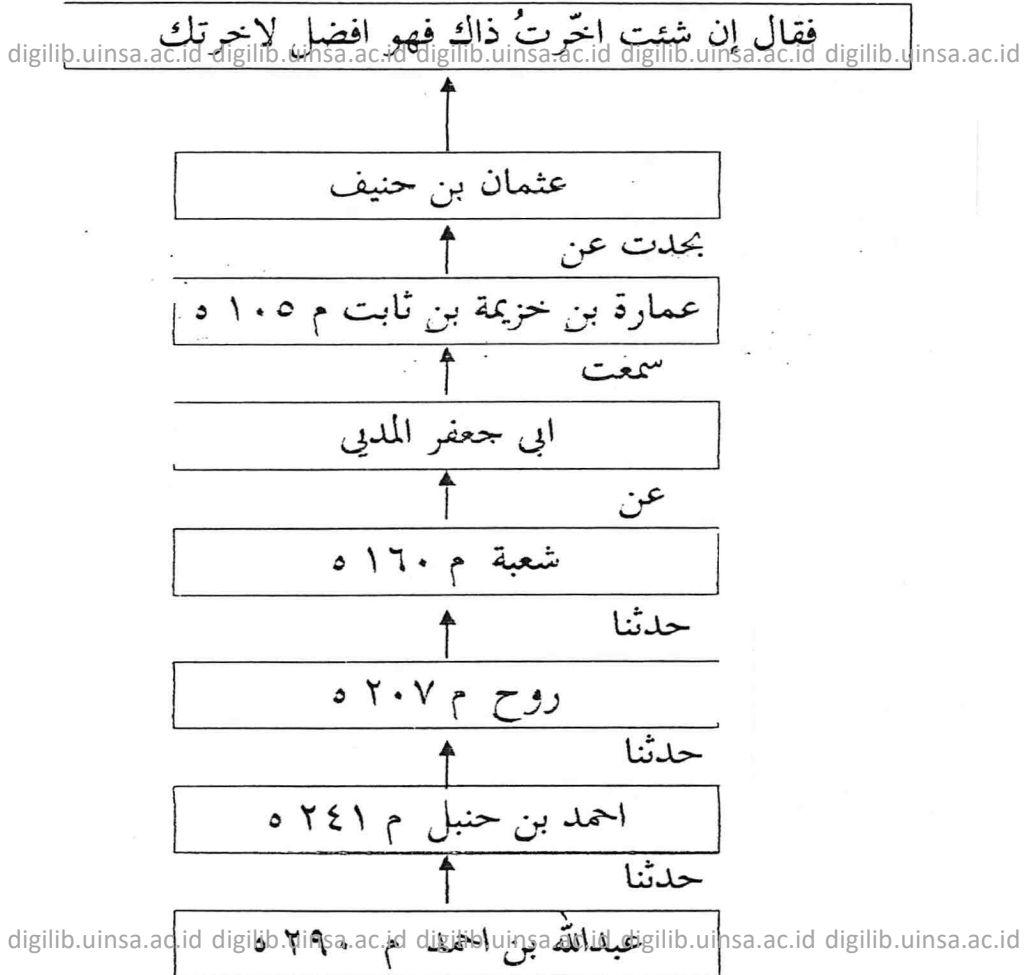 فقال إن شئت اخّرتُ ذاك فهو افضل لاخرتك
digilib.uinsa.ac.id digilib.uinsa.ac.id digilib.uinsa.ac.id digilib.uinsa.ac.id digilib.uinsa.ac.id
عثمان بن حنيف
يحدت عن
عمارة بن خزيمة بن ثابت م ١٠٥ ه
سمعت
ابي جعفر المديي
عن
شعبة م ١٦٠ ه
حدثنا
روح م ٢٠٧ ه
حدثنا
احمد بن حنبل م ٢٤١ ه
حدثنا
عبدالله بن احمد م ٢٩٠ ه
digilib.uinsa.ac.id digilib.uinsa.ac.id digilib.uinsa.ac.id digilib.uinsa.ac.id digilib.uinsa.ac.id